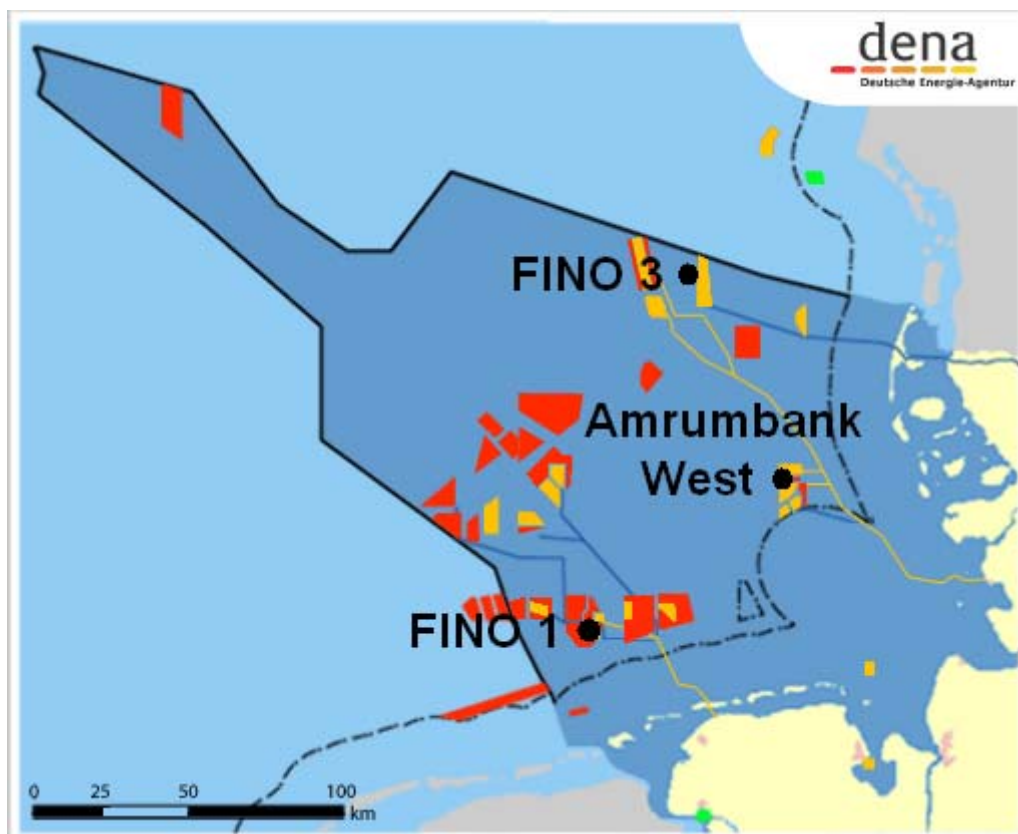 dena
Deutsche Energie-Agentur
FINO 3
Amrumbank
West
FINO 1
0 25 50 100
km